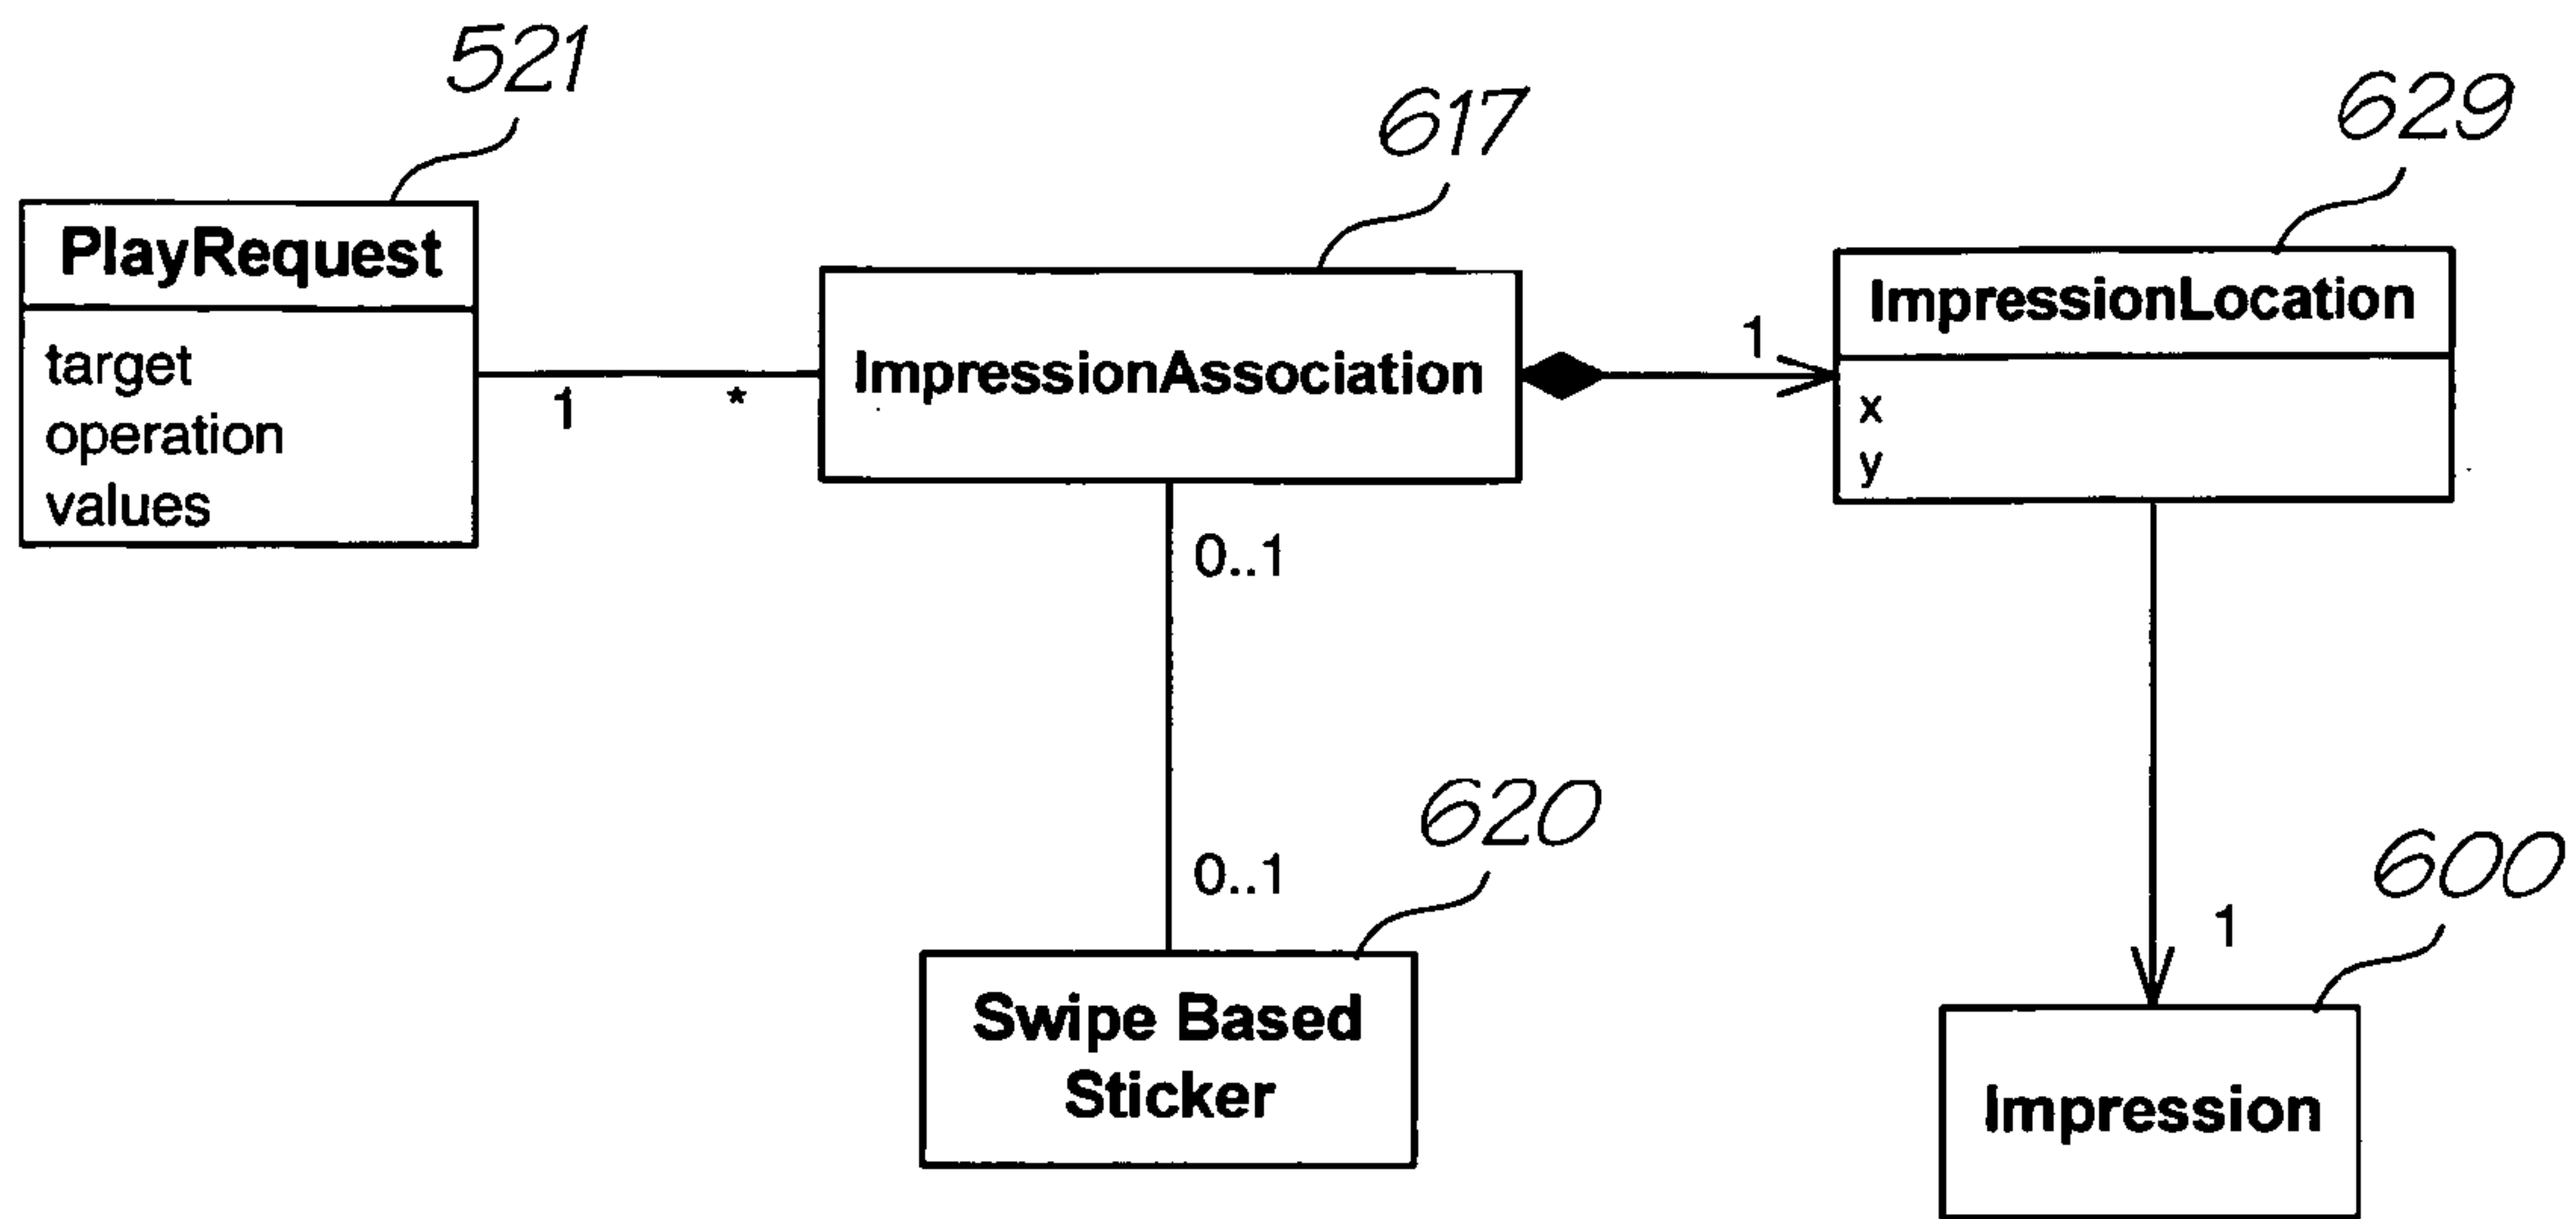 521
617
629
PlayRequest
target
operation
values
1
*
ImpressionAssociation
1
ImpressionLocation
x
y
0..1
0..1
620
Swipe Based
Sticker
1
600
Impression